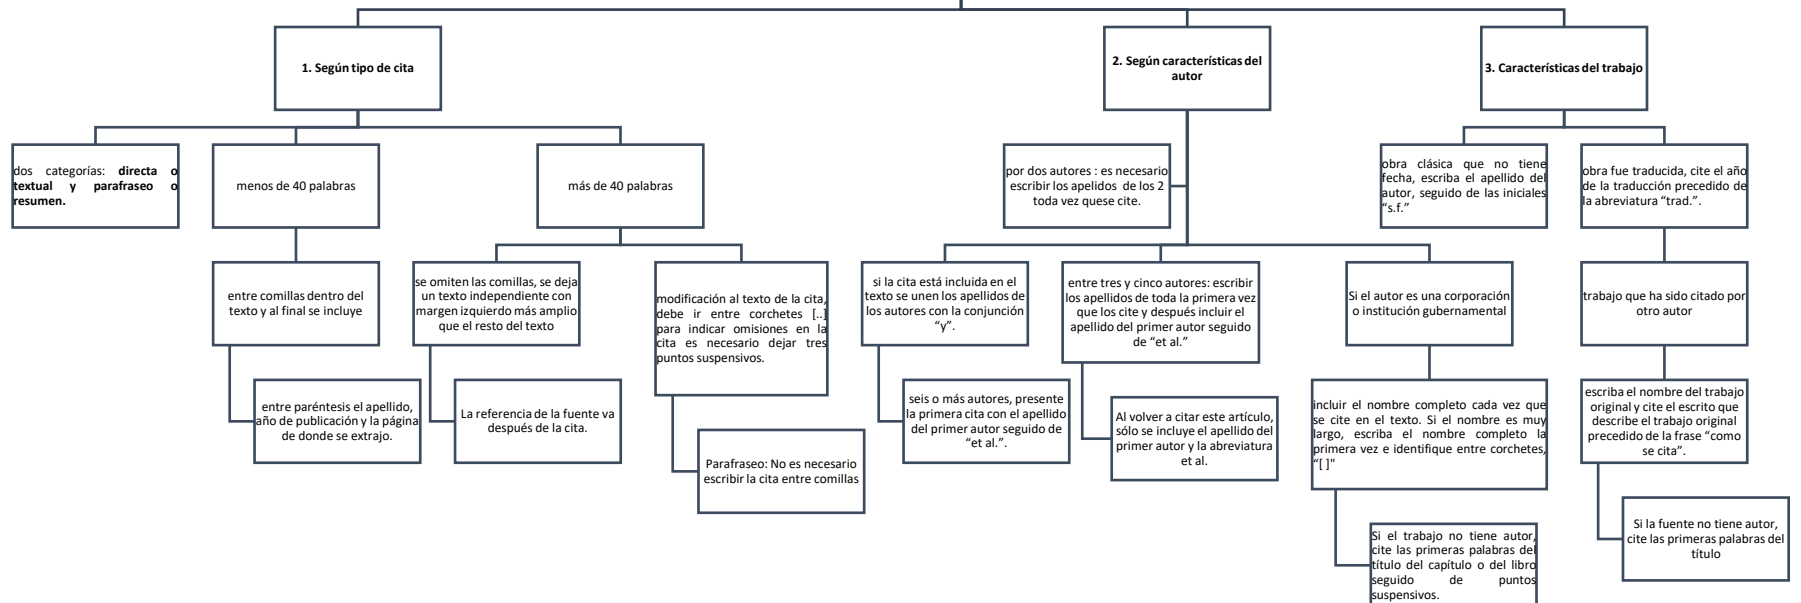 1. Según tipo de cita
dos categorías: directa o
textual y parafraseo o
resumen.
menos de 40 palabras
entre comillas dentro del
texto y al final se incluye
entre paréntesis el apellido,
año de publicación y la página
de donde se extrajo.
más de 40 palabras
se omiten las comillas, se deja
un texto independiente con
margen izquierdo más amplio
que el resto del texto
La referencia de la fuente va
después de la cita.
modificación al texto de la cita,
debe ir entre corchetes [..]
para indicar omisiones en la
cita es necesario dejar tres
puntos suspensivos.
Parafraseo: No es necesario
escribir la cita entre comillas
2. Según características del
autor
por dos autores : es necesario
escribir los apelidos de los 2
toda vez quese cite.
si la cita está incluida en el
texto se unen los apellidos de
los autores con la conjunción
“y”.
seis o más autores, presente
la primera cita con el apellido
del primer autor seguido de
“et al.”.
entre tres y cinco autores: escribir
los apellidos de toda la primera vez
que los cite y después incluir el
apellido del primer autor seguido
de “et al.”
Al volver a citar este artículo,
sólo se incluye el apellido del
primer autor y la abreviatura
et al.
Si el autor es una corporación
o institución gubernamental
incluir el nombre completo cada vez que
se cite en el texto. Si el nombre es muy
largo, escriba el nombre completo la
primera vez e identifique entre corchetes,
“[ ]"
Si el trabajo no tiene autor,
cite las primeras palabras del
título del capítulo o del libro
seguido de puntos
suspensivos.
3. Características del trabajo
obra clásica que no tiene
fecha, escriba el apellido del
autor, seguido de las iniciales
“s.f.”
obra fue traducida, cite el año
de la traducción precedido de
la abreviatura “trad.”.
trabajo que ha sido citado por
otro autor
escriba el nombre del trabajo
original y cite el escrito que
describe el trabajo original
precedido de la frase “como
se cita”.
Si la fuente no tiene autor,
cite las primeras palabras del
título